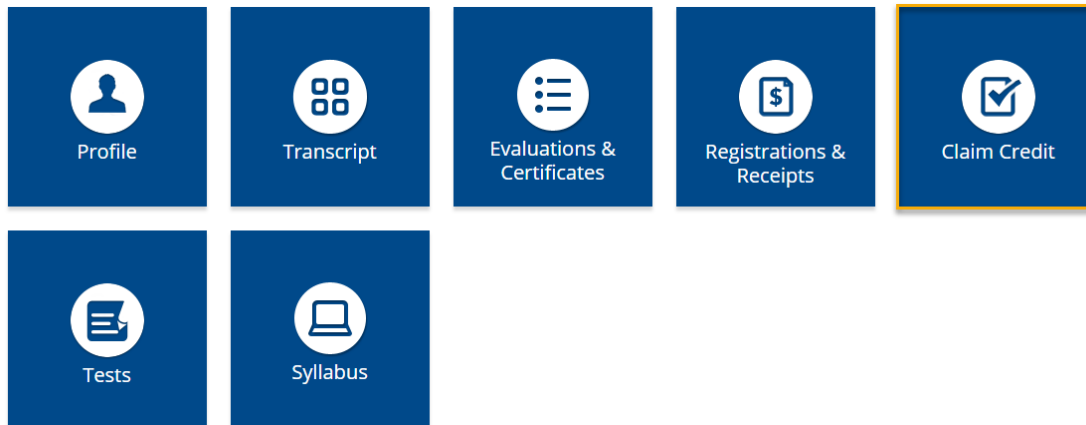 Profile
Transcript
Evaluations &
Certificates
$
Registrations &
Receipts
Claim Credit
Tests
Syllabus